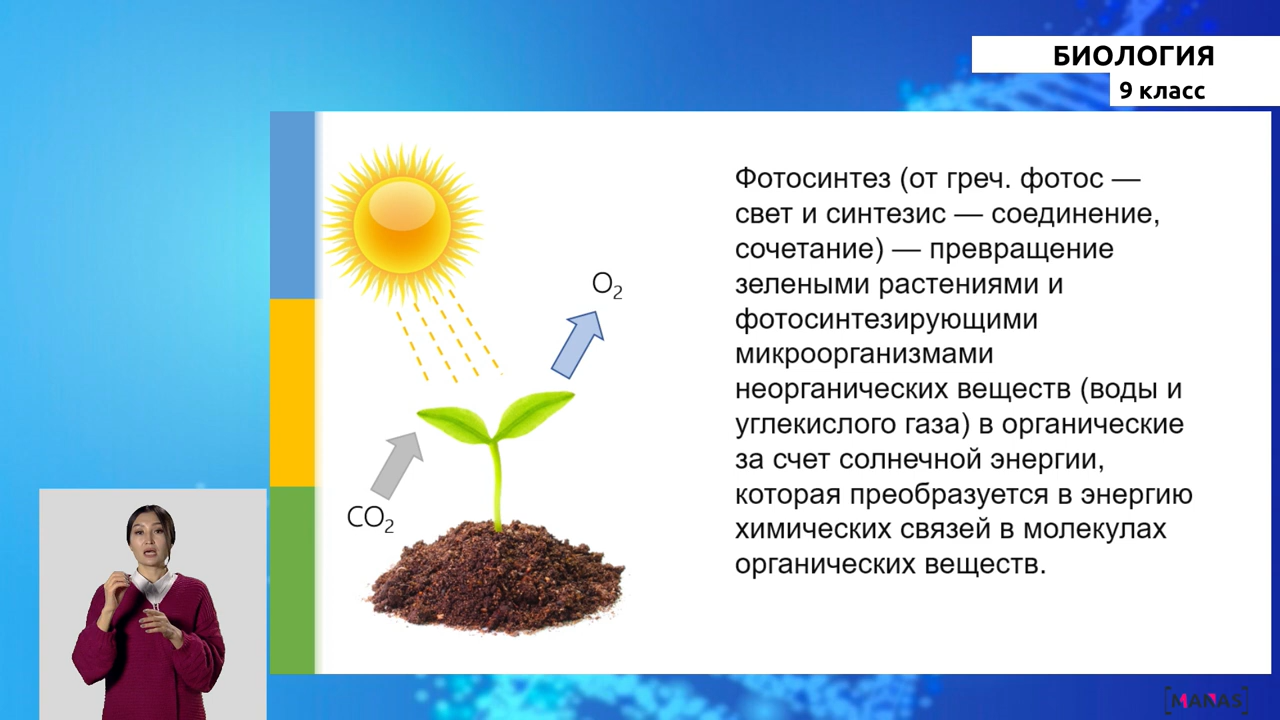 БИОЛОГИЯ
9 класс
Фотосинтез (от греч. фотос —
свет и синтезис — соединение,
сочетание) — превращение
зелеными растениями и
фотосинтезирующими
микроорганизмами
неорганических веществ (воды и
углекислого газа) в органические
за счет солнечной энергии,
которая преобразуется в энергию
химических связей в молекулах
органических веществ.
O₂
CO₂
[MANAS]